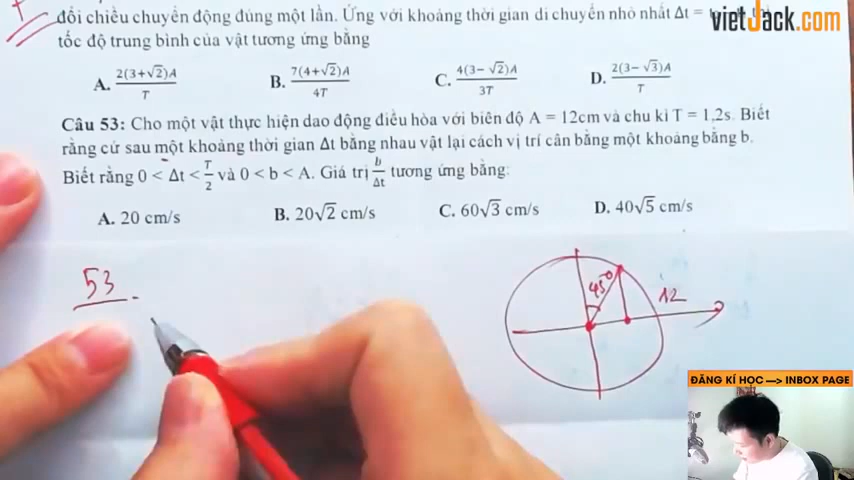 đổi chiều chuyển động đúng một lần. Ứng với khoảng thời gian di chuyển nhỏ nhất Δt =
vietJack.com
tốc độ trung bình của vật tương ứng bằng
A. 2(3+√2)A/T B. 7(4+√2)A/4T C. 4(3−√2)A/3T D. 2(3−√3)A/T
Câu 53: Cho một vật thực hiện dao động điều hòa với biên độ A = 12cm và chu kì T = 1,2s. Biết
rằng cứ sau một khoảng thời gian Δt bằng nhau vật lại cách vị trí cân bằng một khoảng bằng b.
Biết rằng 0 < Δt < T/2 và 0 < b < A. Giá trị b/Δt tương ứng bằng:
A. 20 cm/s B. 20√2 cm/s C. 60√3 cm/s D. 40√5 cm/s
53
45°
12
ĐĂNG KÍ HỌC —> INBOX PAGE